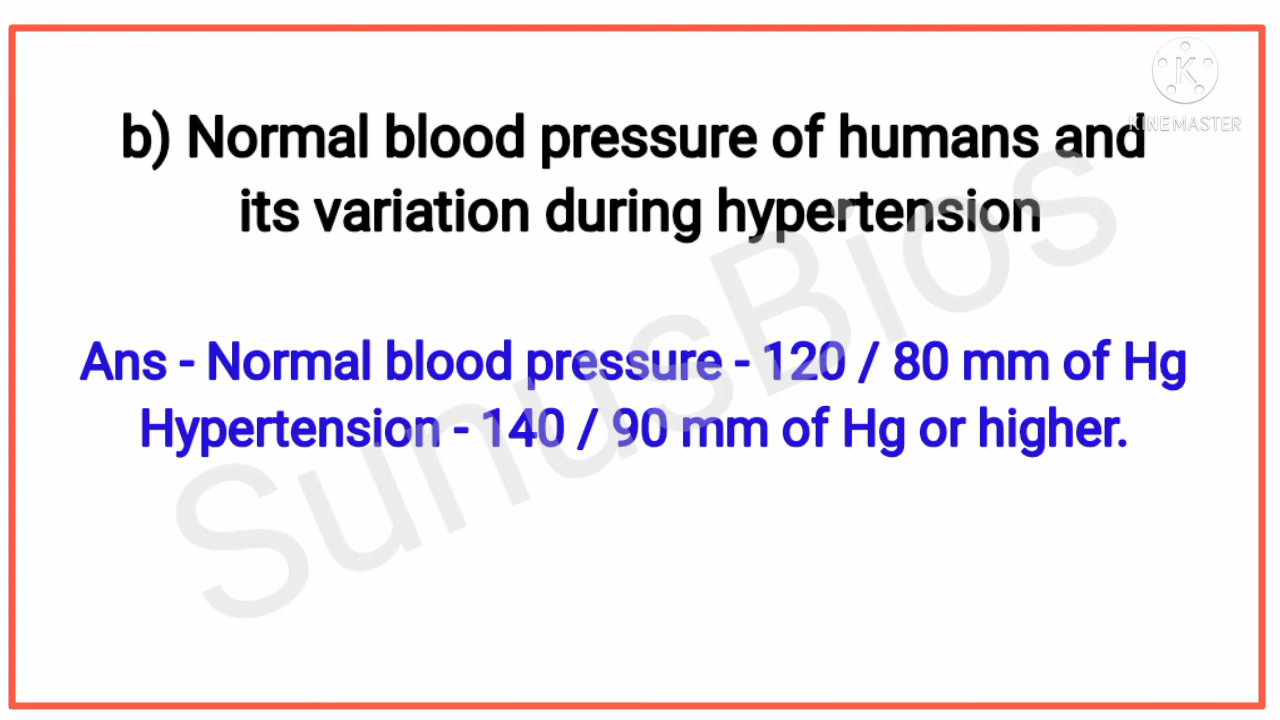 K
KINEMASTER
b) Normal blood pressure of humans and
its variation during hypertension
Ans - Normal blood pressure - 120 / 80 mm of Hg
Hypertension - 140 / 90 mm of Hg or higher.
SunusBios